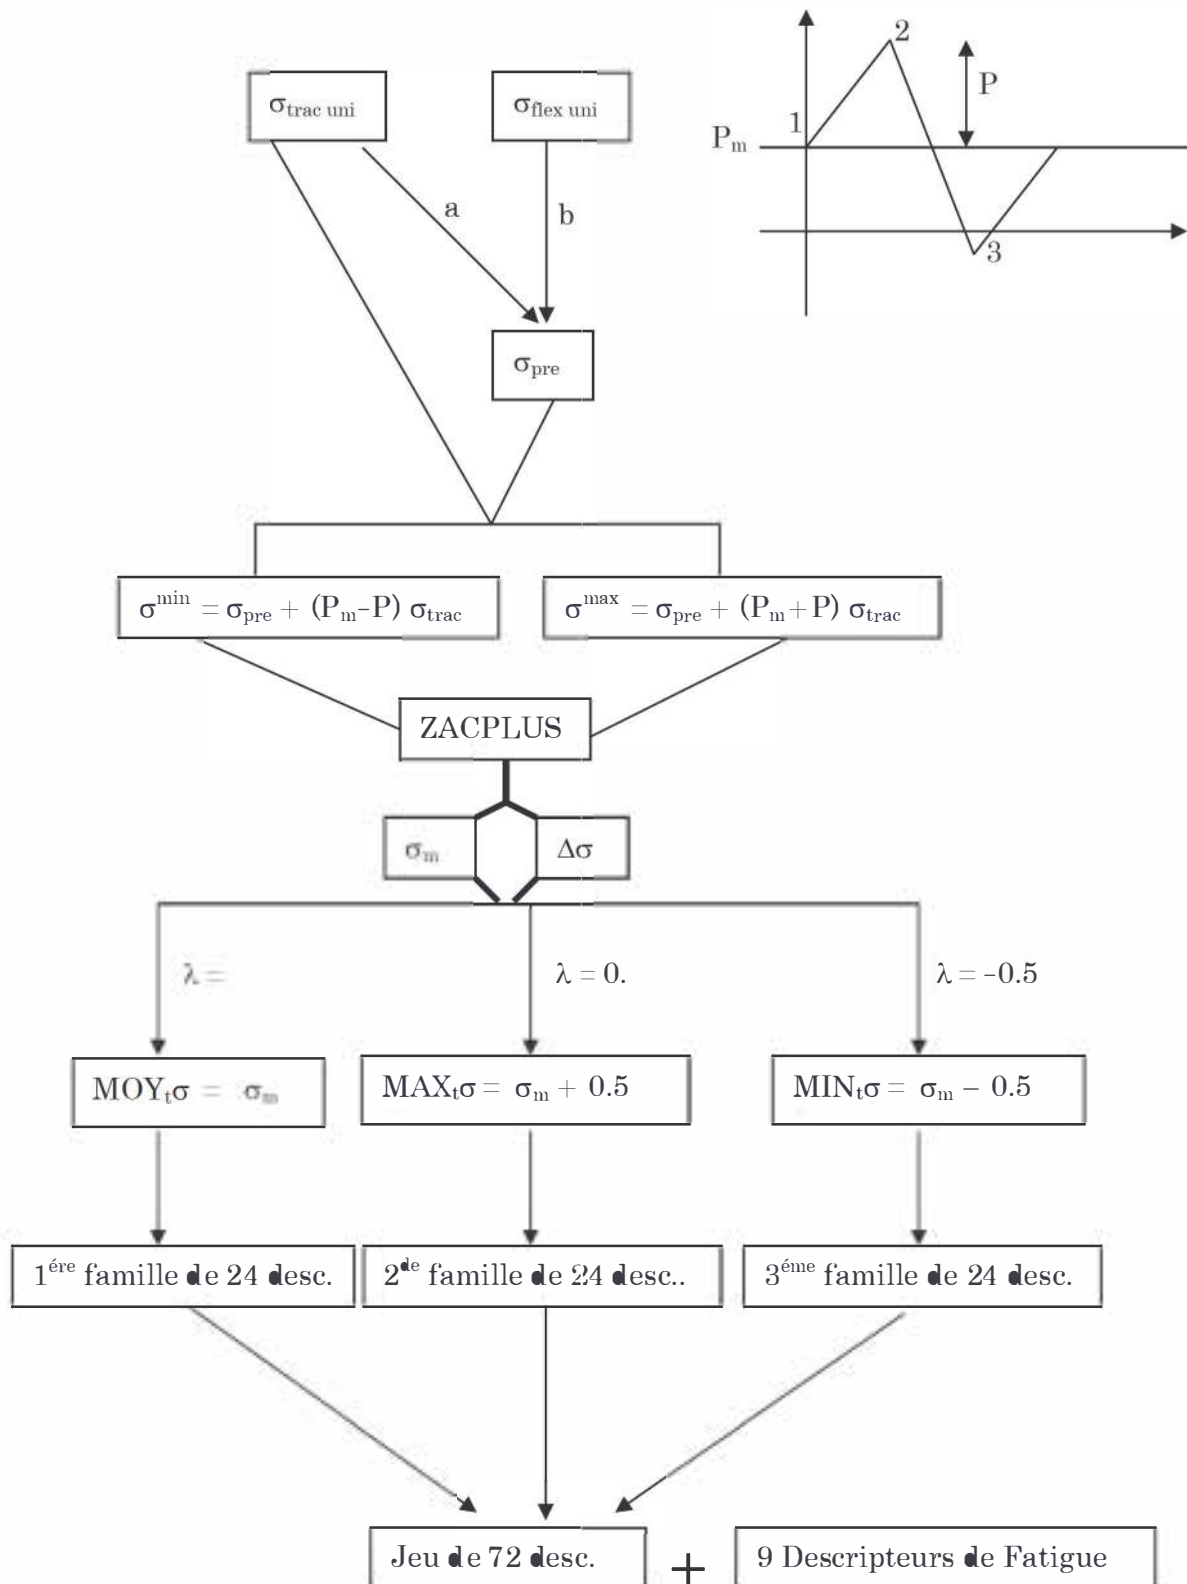 2
σtrac uni
σflex uni
P
1
Pm
a
b
3
σpre
σ^min = σpre + (Pm-P) σtrac
σ^max = σpre + (Pm+P) σtrac
ZACPLUS
σm
Δσ
λ =
λ = 0.
λ = -0.5
MOYtσ = σm
MAXtσ = σm + 0.5
MINtσ = σm – 0.5
1ére famille de 24 desc.
2de famille de 24 desc..
3éme famille de 24 desc.
Jeu de 72 desc.
+
9 Descripteurs de Fatigue